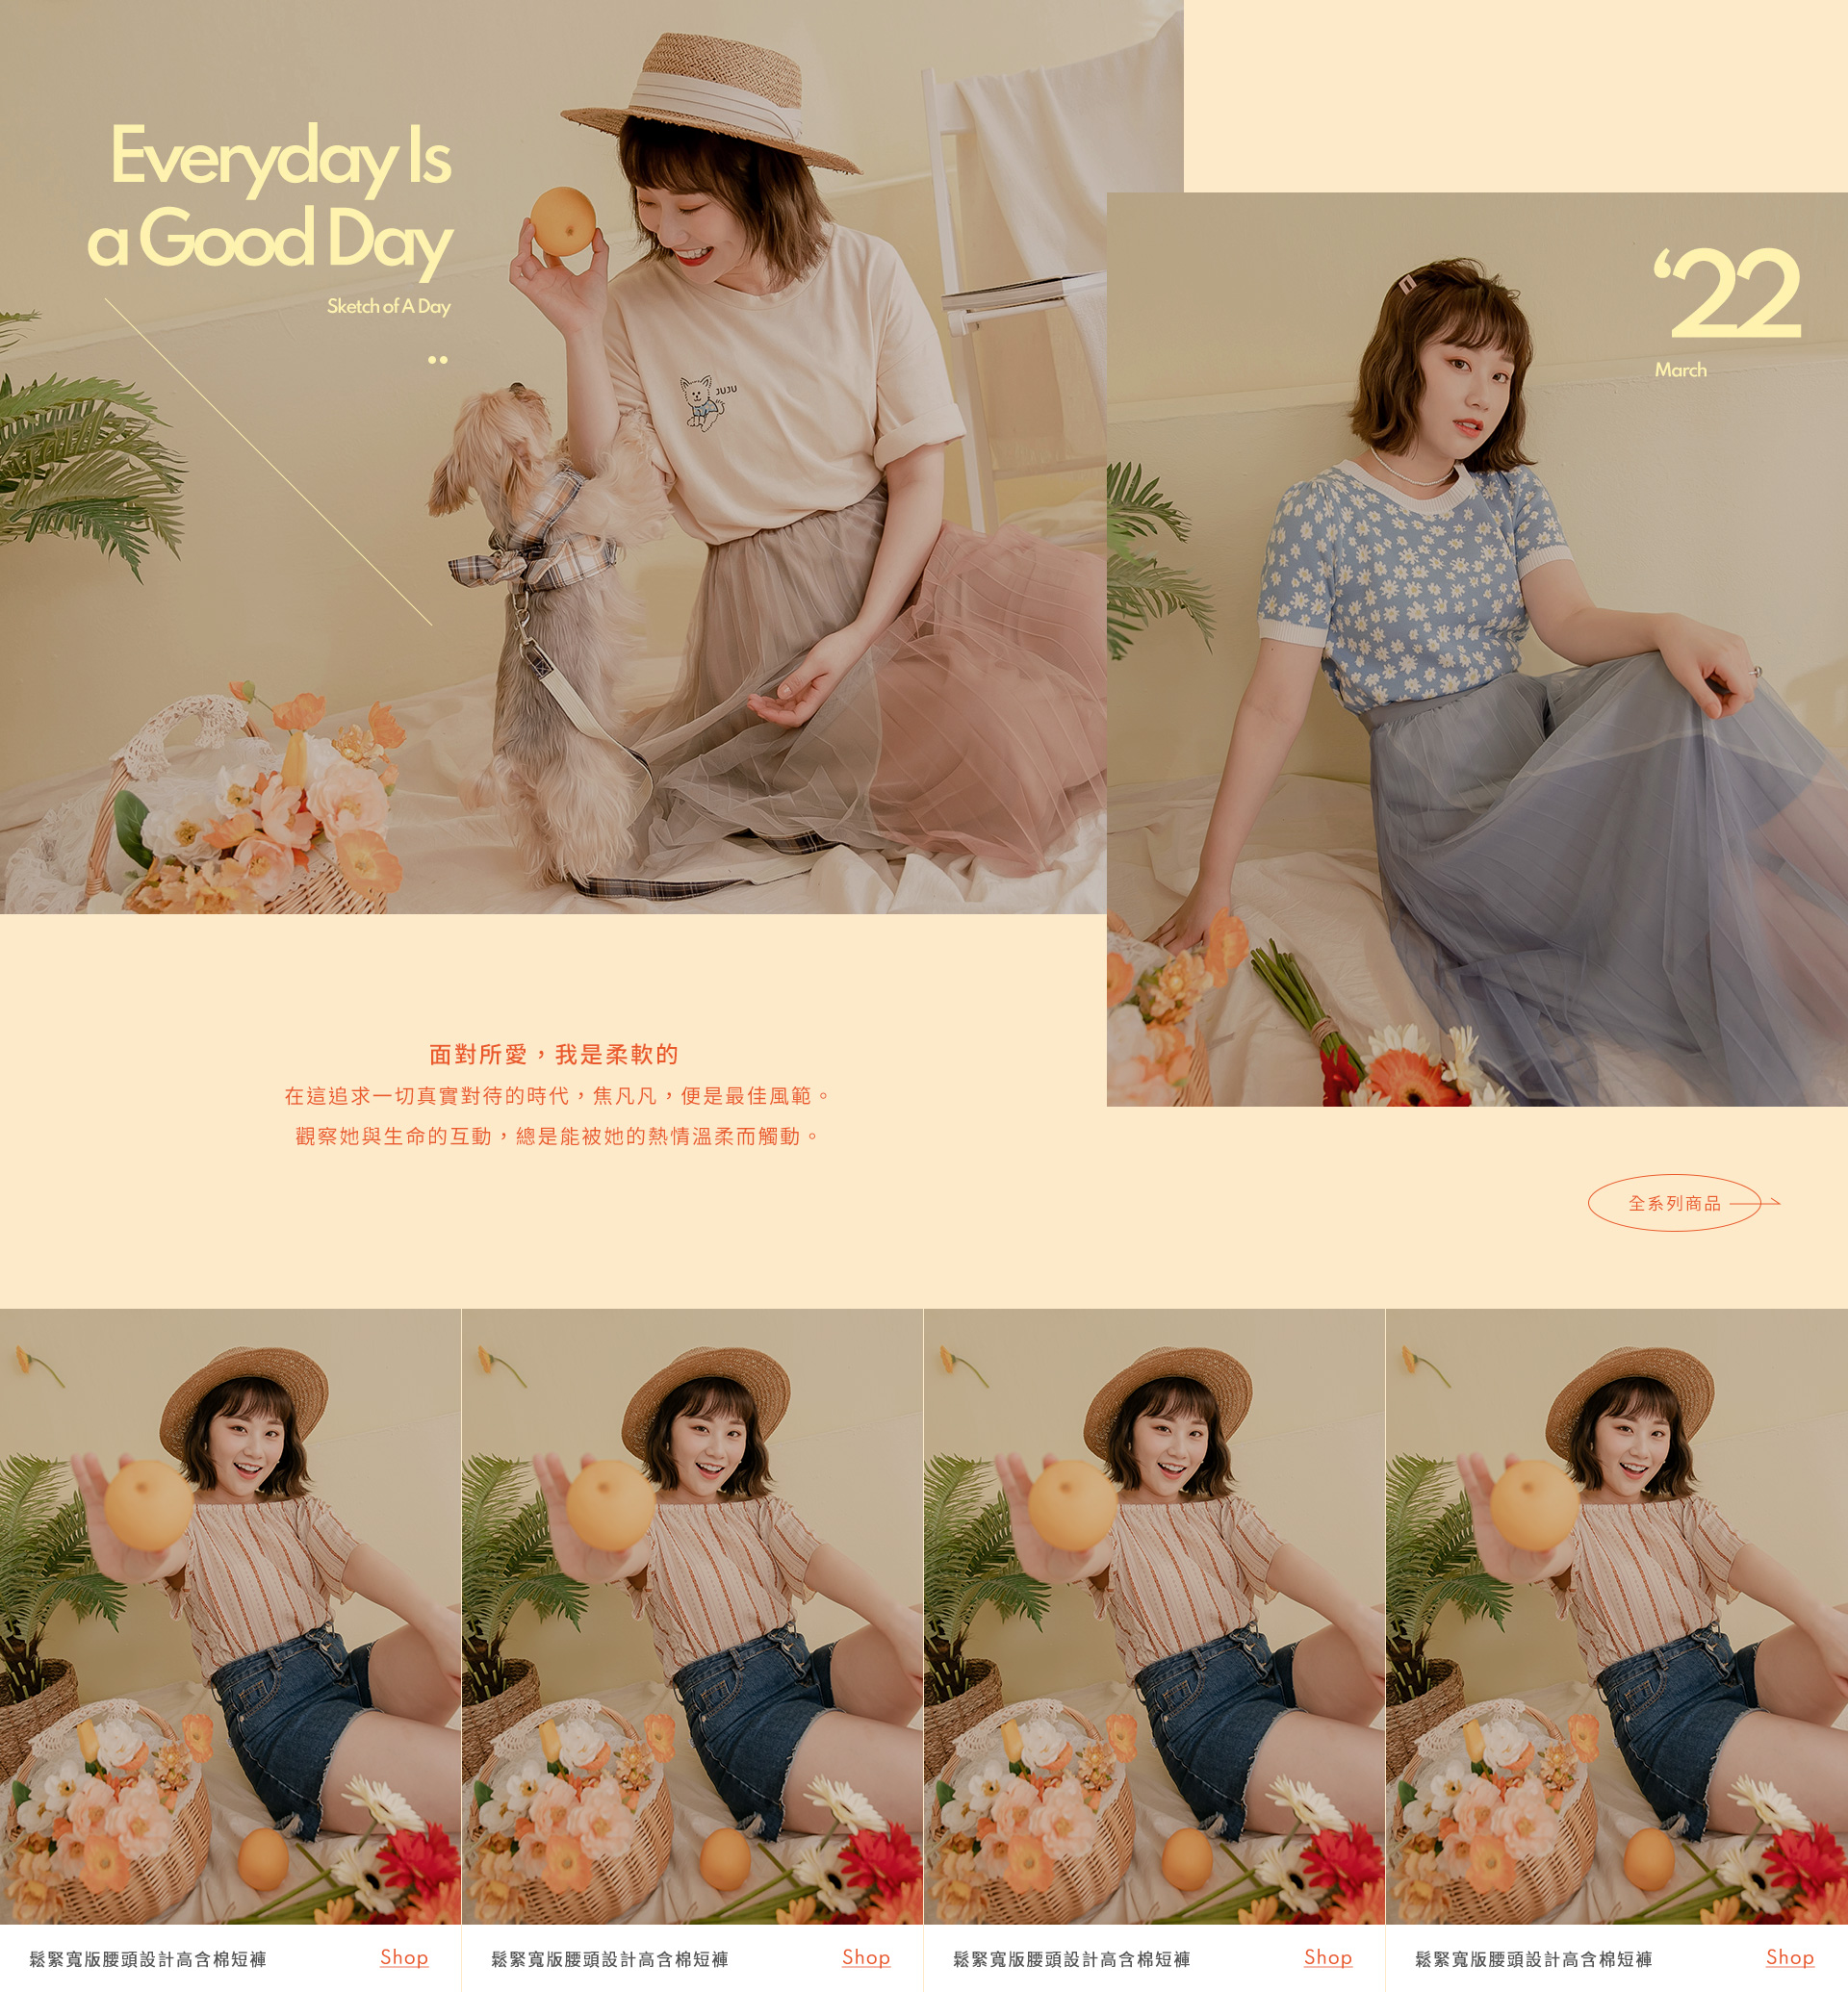 Everyday Is
a Good Day
Sketch of A Day
JUJU
‘22
March
面對所愛，我是柔軟的
在這追求一切真實對待的時代，焦凡凡，便是最佳風範。
觀察她與生命的互動，總是能被她的熱情溫柔而觸動。
全系列商品
鬆緊寬版腰頭設計高含棉短褲 Shop
鬆緊寬版腰頭設計高含棉短褲 Shop
鬆緊寬版腰頭設計高含棉短褲 Shop
鬆緊寬版腰頭設計高含棉短褲 Shop